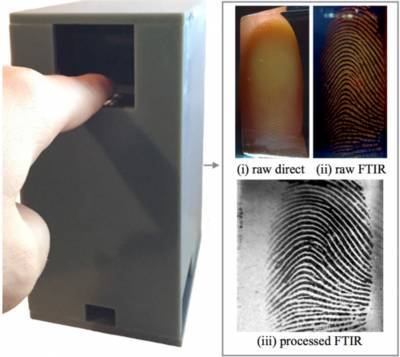 (i) raw direct (ii) raw FTIR
(iii) processed FTIR